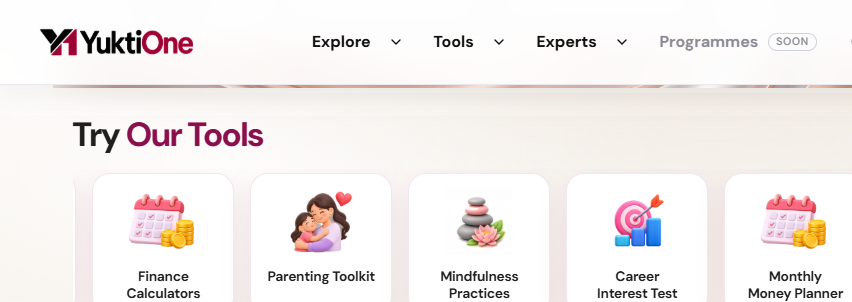 YuktiOne
Explore
Tools
Experts
Programmes
SOON
Try Our Tools
Finance
Calculators
Parenting Toolkit
Mindfulness
Practices
Career
Interest Test
Monthly
Money Planner